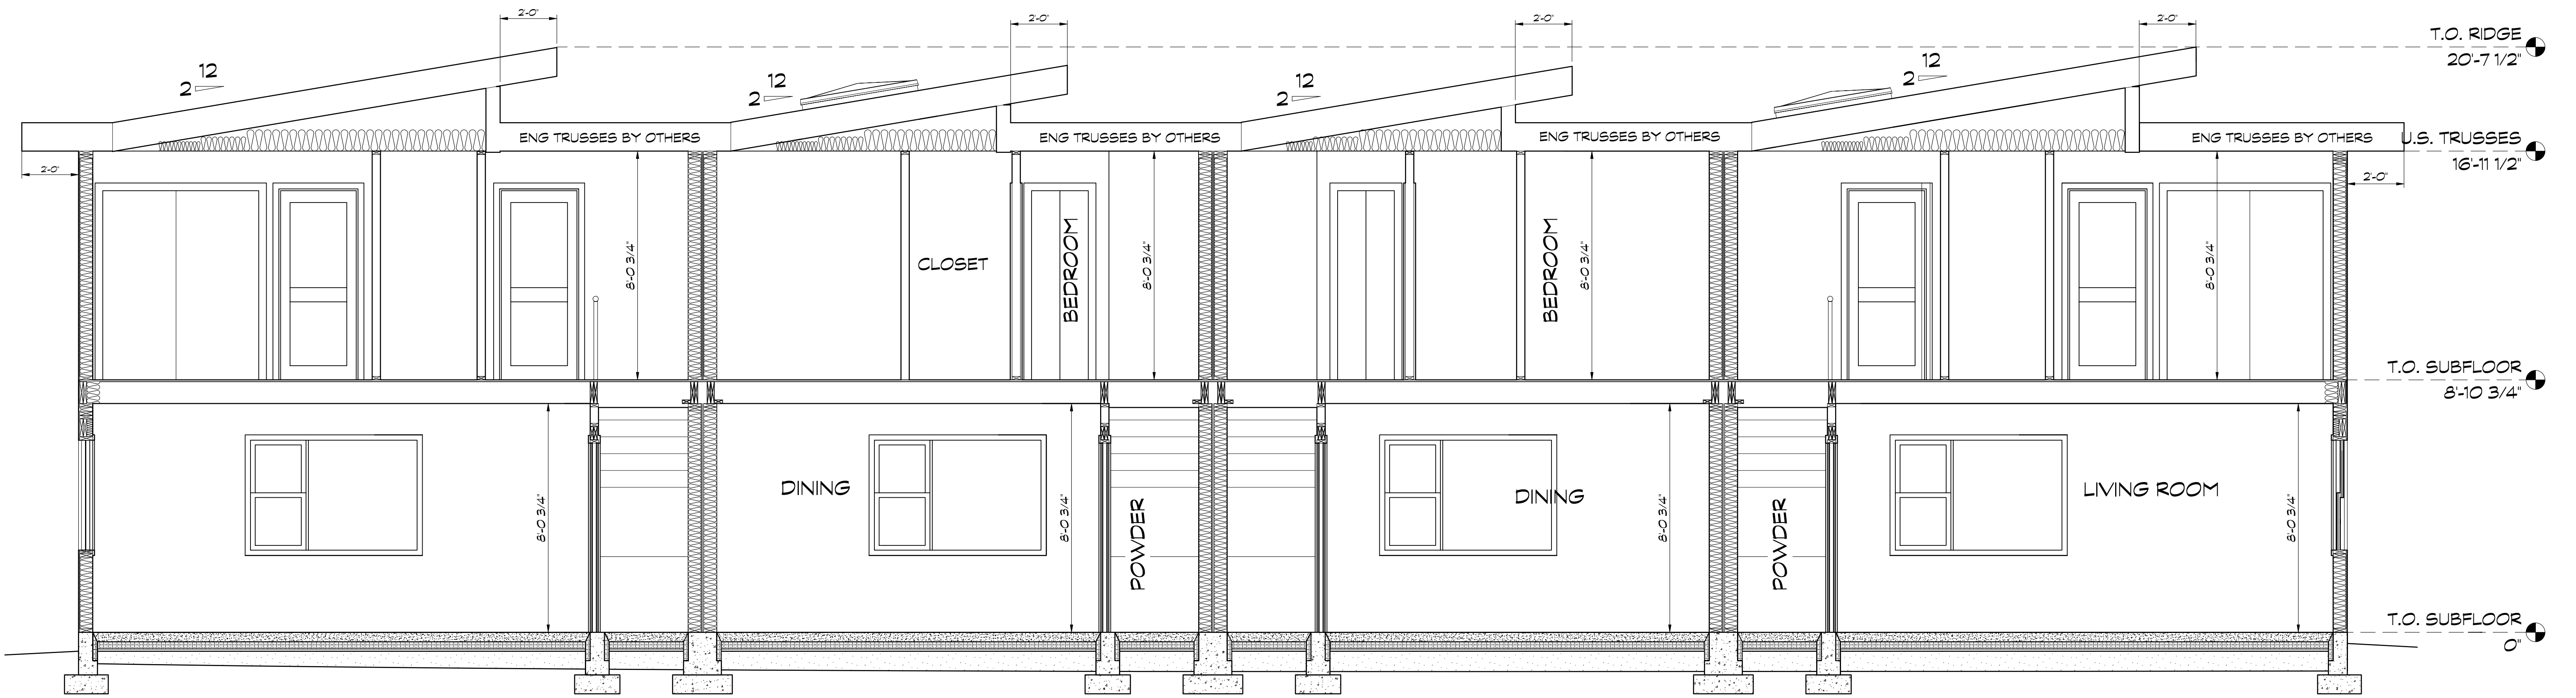 2'-0"
2'-0"
2'-0"
2'-0"
T.O. RIDGE
20'-7 1/2"
12
2
12
2
12
2
12
2
ENG TRUSSES BY OTHERS
ENG TRUSSES BY OTHERS
ENG TRUSSES BY OTHERS
ENG TRUSSES BY OTHERS
U.S. TRUSSES
16'-11 1/2"
2'-0"
2'-0"
8'-0 3/4"
CLOSET
BEDROOM
8'-0 3/4"
BEDROOM
8'-0 3/4"
8'-0 3/4"
T.O. SUBFLOOR
8'-10 3/4"
8'-0 3/4"
DINING
8'-0 3/4"
POWDER
DINING
8'-0 3/4"
POWDER
LIVING ROOM
8'-0 3/4"
T.O. SUBFLOOR
0"